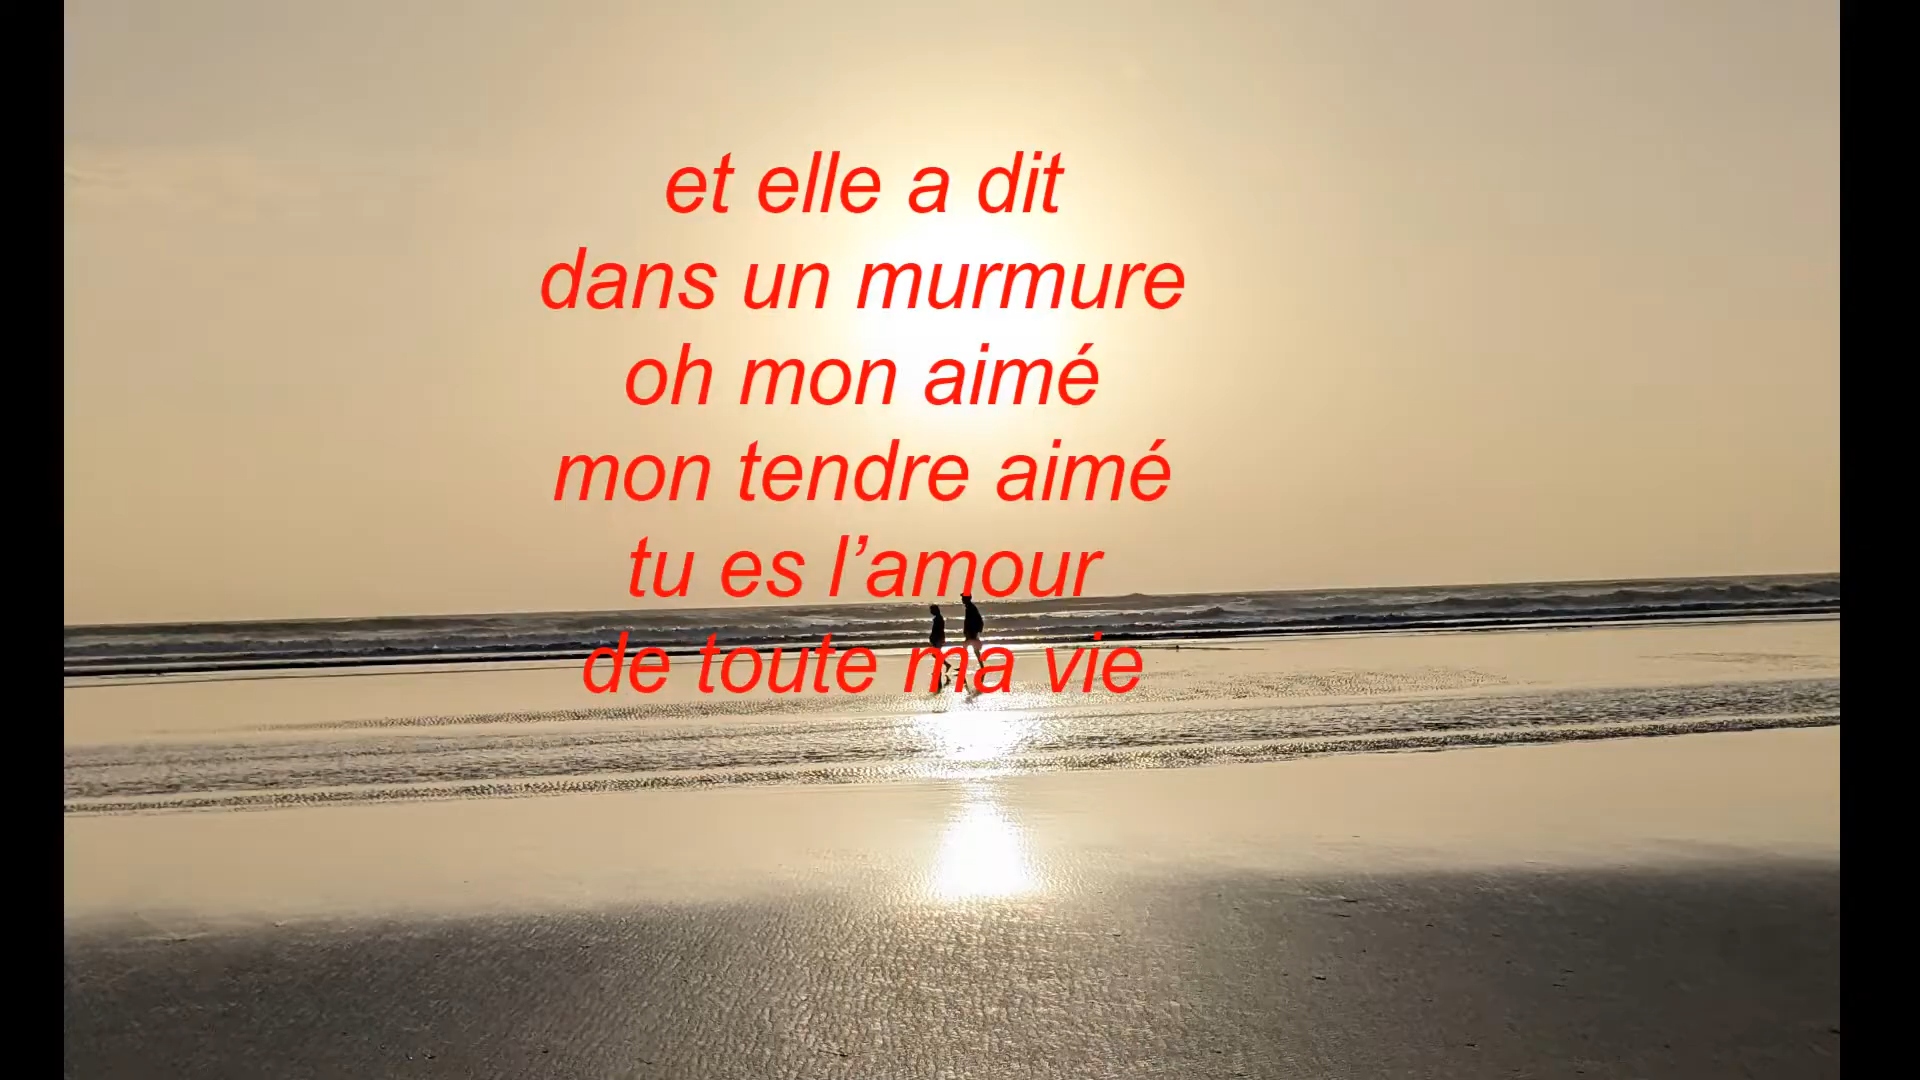 et elle a dit
dans un murmure
oh mon aimé
mon tendre aimé
tu es l’amour
de toute ma vie